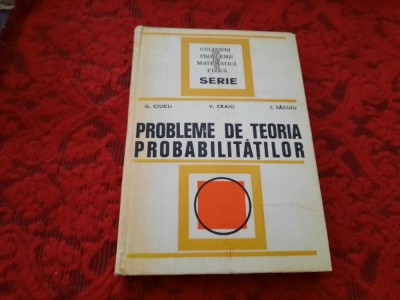 CULEGERI
DE
PROBLEME
DE
MATEMATICĂ
ȘI
FIZICĂ
SERIE
G. CIUCU V. CRAIU I. SĂCUIU
PROBLEME DE TEORIA
PROBABILITĂȚILOR